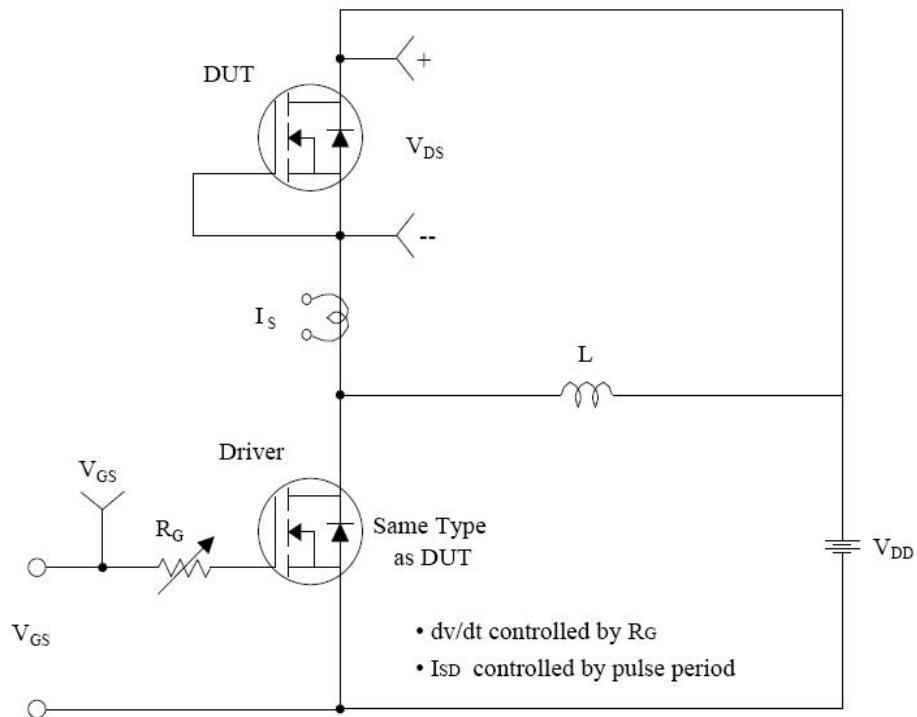 DUT
+
VDS
--
IS
L
Driver
VGS
RG
Same Type
as DUT
VDD
VGS
• dv/dt controlled by RG
• ISD controlled by pulse period